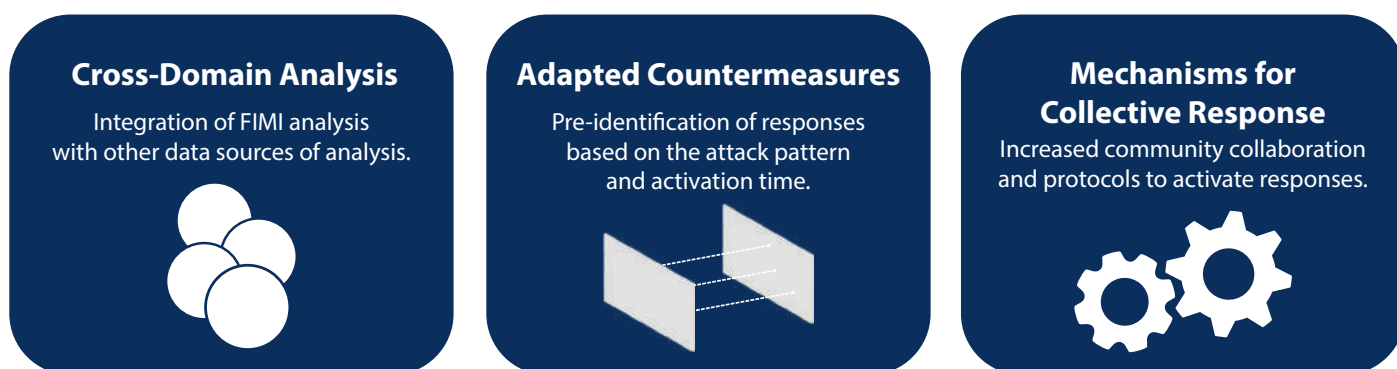 Cross-Domain Analysis
Integration of FIMI analysis
with other data sources of analysis.
Adapted Countermeasures
Pre-identification of responses
based on the attack pattern
and activation time.
Mechanisms for
Collective Response
Increased community collaboration
and protocols to activate responses.